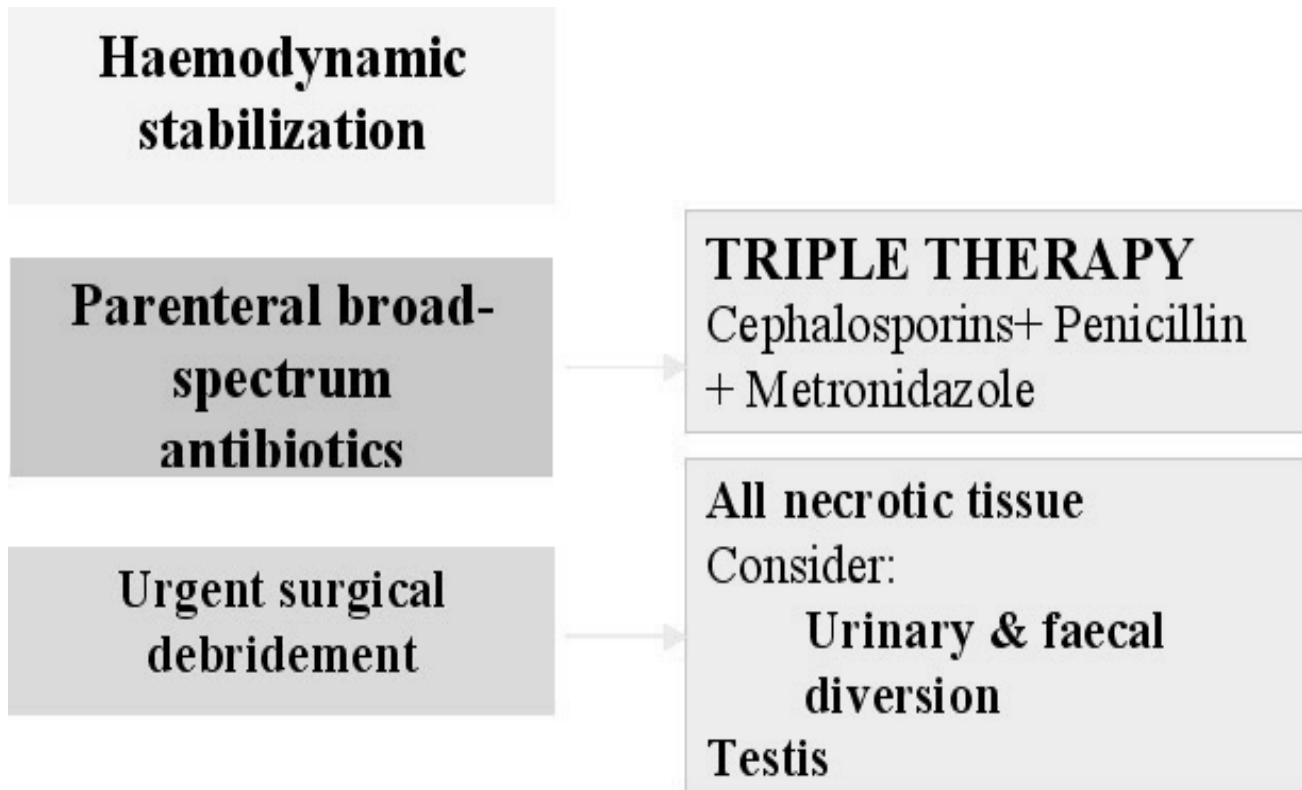 Haemodynamic
stabilization
Parenteral broad-
spectrum
antibiotics
TRIPLE THERAPY
Cephalosporins+ Penicillin
+ Metronidazole
Urgent surgical
debridement
All necrotic tissue
Consider:
Urinary & faecal
diversion
Testis